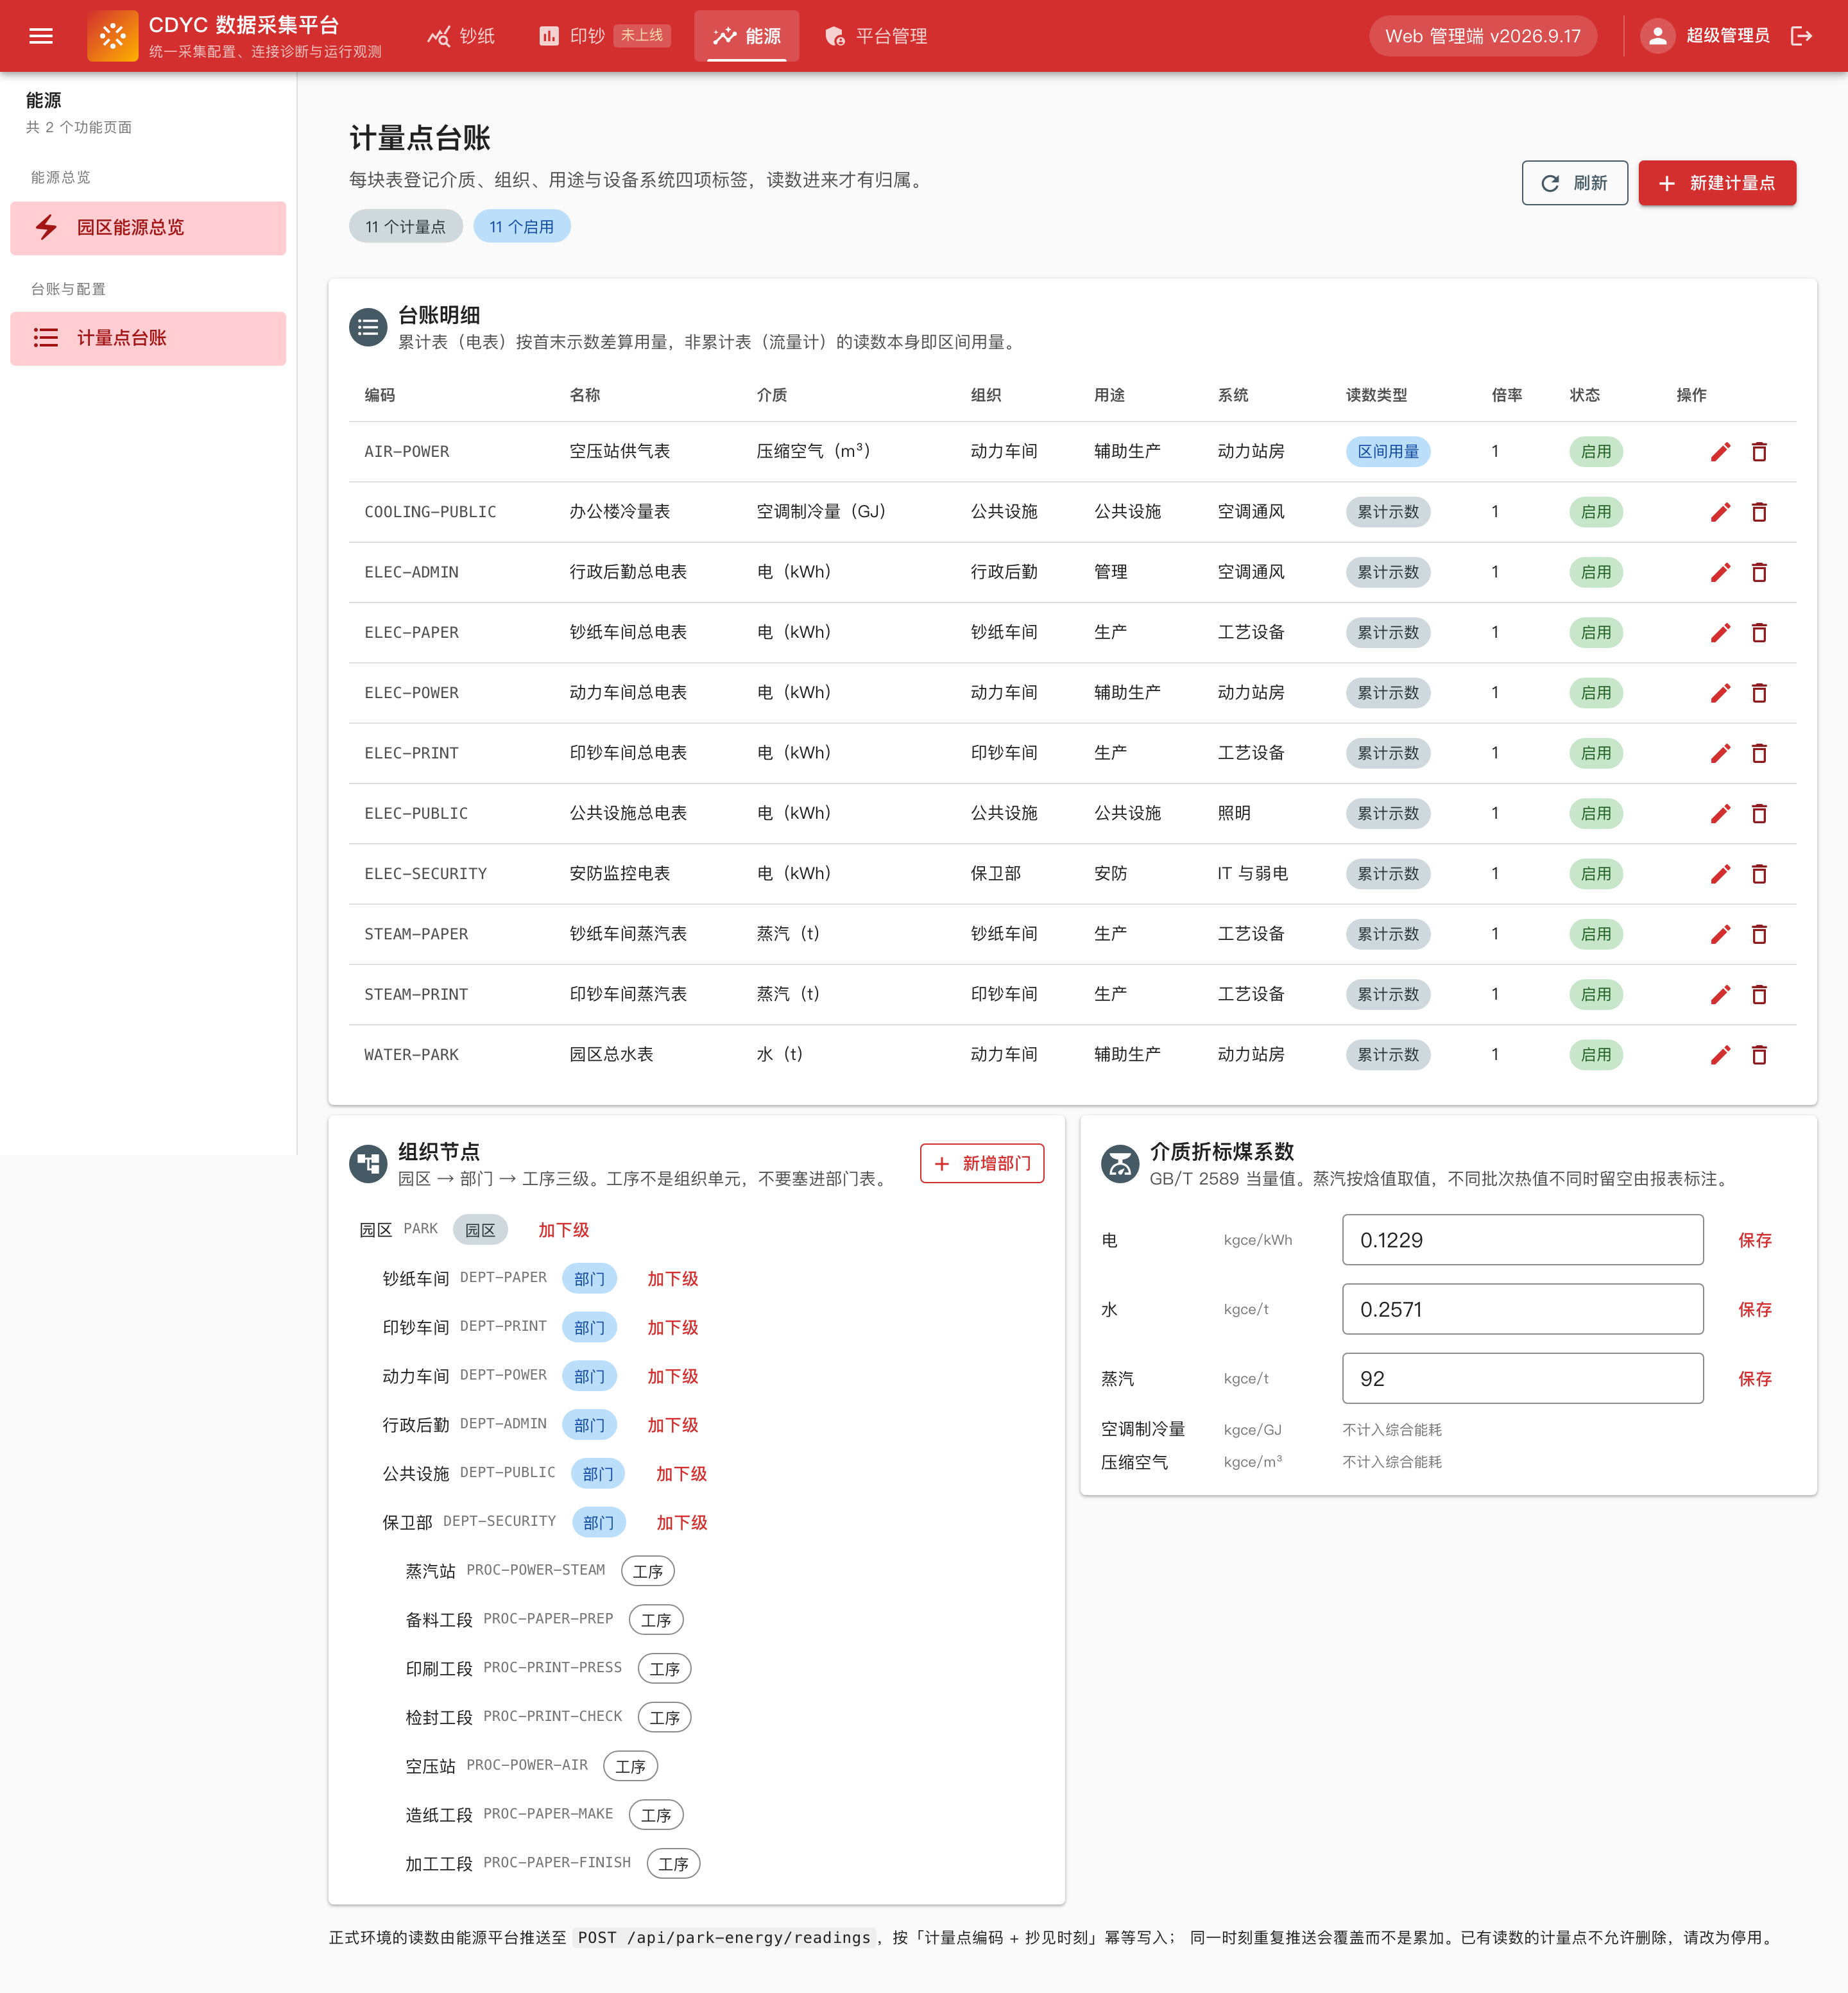 CDYC 数据采集平台
统一采集配置、连接诊断与运行观测
钞纸
印钞 未上线
能源
平台管理
Web 管理端 v2026.9.17
超级管理员
能源
共 2 个功能页面
能源总览
园区能源总览
台账与配置
计量点台账
计量点台账
每块表登记介质、组织、用途与设备系统四项标签，读数进来才有归属。
11 个计量点 11 个启用
刷新
新建计量点
台账明细
累计表（电表）按首末示数差算用量，非累计表（流量计）的读数本身即区间用量。
编码 名称 介质 组织 用途 系统 读数类型 倍率 状态 操作
AIR-POWER 空压站供气表 压缩空气（m³） 动力车间 辅助生产 动力站房 区间用量 1 启用
COOLING-PUBLIC 办公楼冷量表 空调制冷量（GJ） 公共设施 公共设施 空调通风 累计示数 1 启用
ELEC-ADMIN 行政后勤总电表 电（kWh） 行政后勤 管理 空调通风 累计示数 1 启用
ELEC-PAPER 钞纸车间总电表 电（kWh） 钞纸车间 生产 工艺设备 累计示数 1 启用
ELEC-POWER 动力车间总电表 电（kWh） 动力车间 辅助生产 动力站房 累计示数 1 启用
ELEC-PRINT 印钞车间总电表 电（kWh） 印钞车间 生产 工艺设备 累计示数 1 启用
ELEC-PUBLIC 公共设施总电表 电（kWh） 公共设施 公共设施 照明 累计示数 1 启用
ELEC-SECURITY 安防监控电表 电（kWh） 保卫部 安防 IT 与弱电 累计示数 1 启用
STEAM-PAPER 钞纸车间蒸汽表 蒸汽（t） 钞纸车间 生产 工艺设备 累计示数 1 启用
STEAM-PRINT 印钞车间蒸汽表 蒸汽（t） 印钞车间 生产 工艺设备 累计示数 1 启用
WATER-PARK 园区总水表 水（t） 动力车间 辅助生产 动力站房 累计示数 1 启用
组织节点
园区 → 部门 → 工序三级。工序不是组织单元，不要塞进部门表。
新增部门
园区 PARK 园区 加下级
钞纸车间 DEPT-PAPER 部门 加下级
印钞车间 DEPT-PRINT 部门 加下级
动力车间 DEPT-POWER 部门 加下级
行政后勤 DEPT-ADMIN 部门 加下级
公共设施 DEPT-PUBLIC 部门 加下级
保卫部 DEPT-SECURITY 部门 加下级
蒸汽站 PROC-POWER-STEAM 工序
备料工段 PROC-PAPER-PREP 工序
印刷工段 PROC-PRINT-PRESS 工序
检封工段 PROC-PRINT-CHECK 工序
空压站 PROC-POWER-AIR 工序
造纸工段 PROC-PAPER-MAKE 工序
加工工段 PROC-PAPER-FINISH 工序
介质折标煤系数
GB/T 2589 当量值。蒸汽按焓值取值，不同批次热值不同时留空由报表标注。
电 kgce/kWh 0.1229 保存
水 kgce/t 0.2571 保存
蒸汽 kgce/t 92 保存
空调制冷量 kgce/GJ 不计入综合能耗
压缩空气 kgce/m³ 不计入综合能耗
正式环境的读数由能源平台推送至 POST /api/park-energy/readings，按「计量点编码 + 抄见时刻」幂等写入； 同一时刻重复推送会覆盖而不是累加。已有读数的计量点不允许删除，请改为停用。